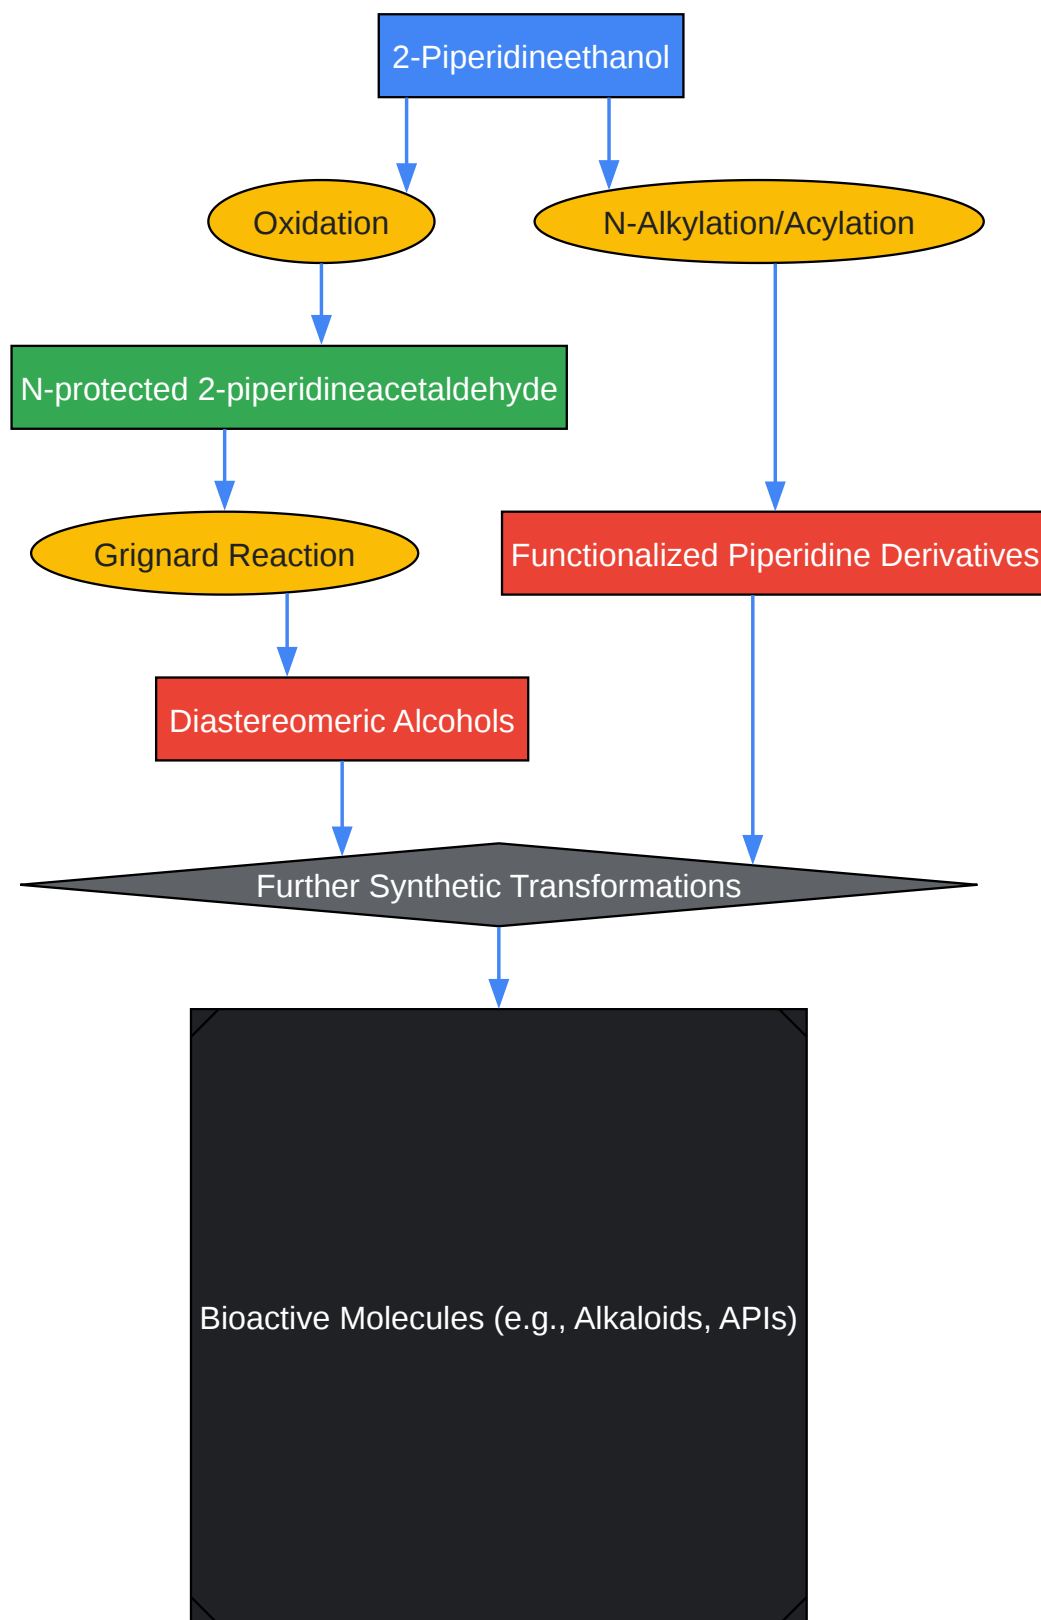 2-Piperidineethanol
Oxidation
N-Alkylation/Acylation
N-protected 2-piperidineacetaldehyde
Grignard Reaction
Functionalized Piperidine Derivatives
Diastereomeric Alcohols
Further Synthetic Transformations
Bioactive Molecules (e.g., Alkaloids, APIs)